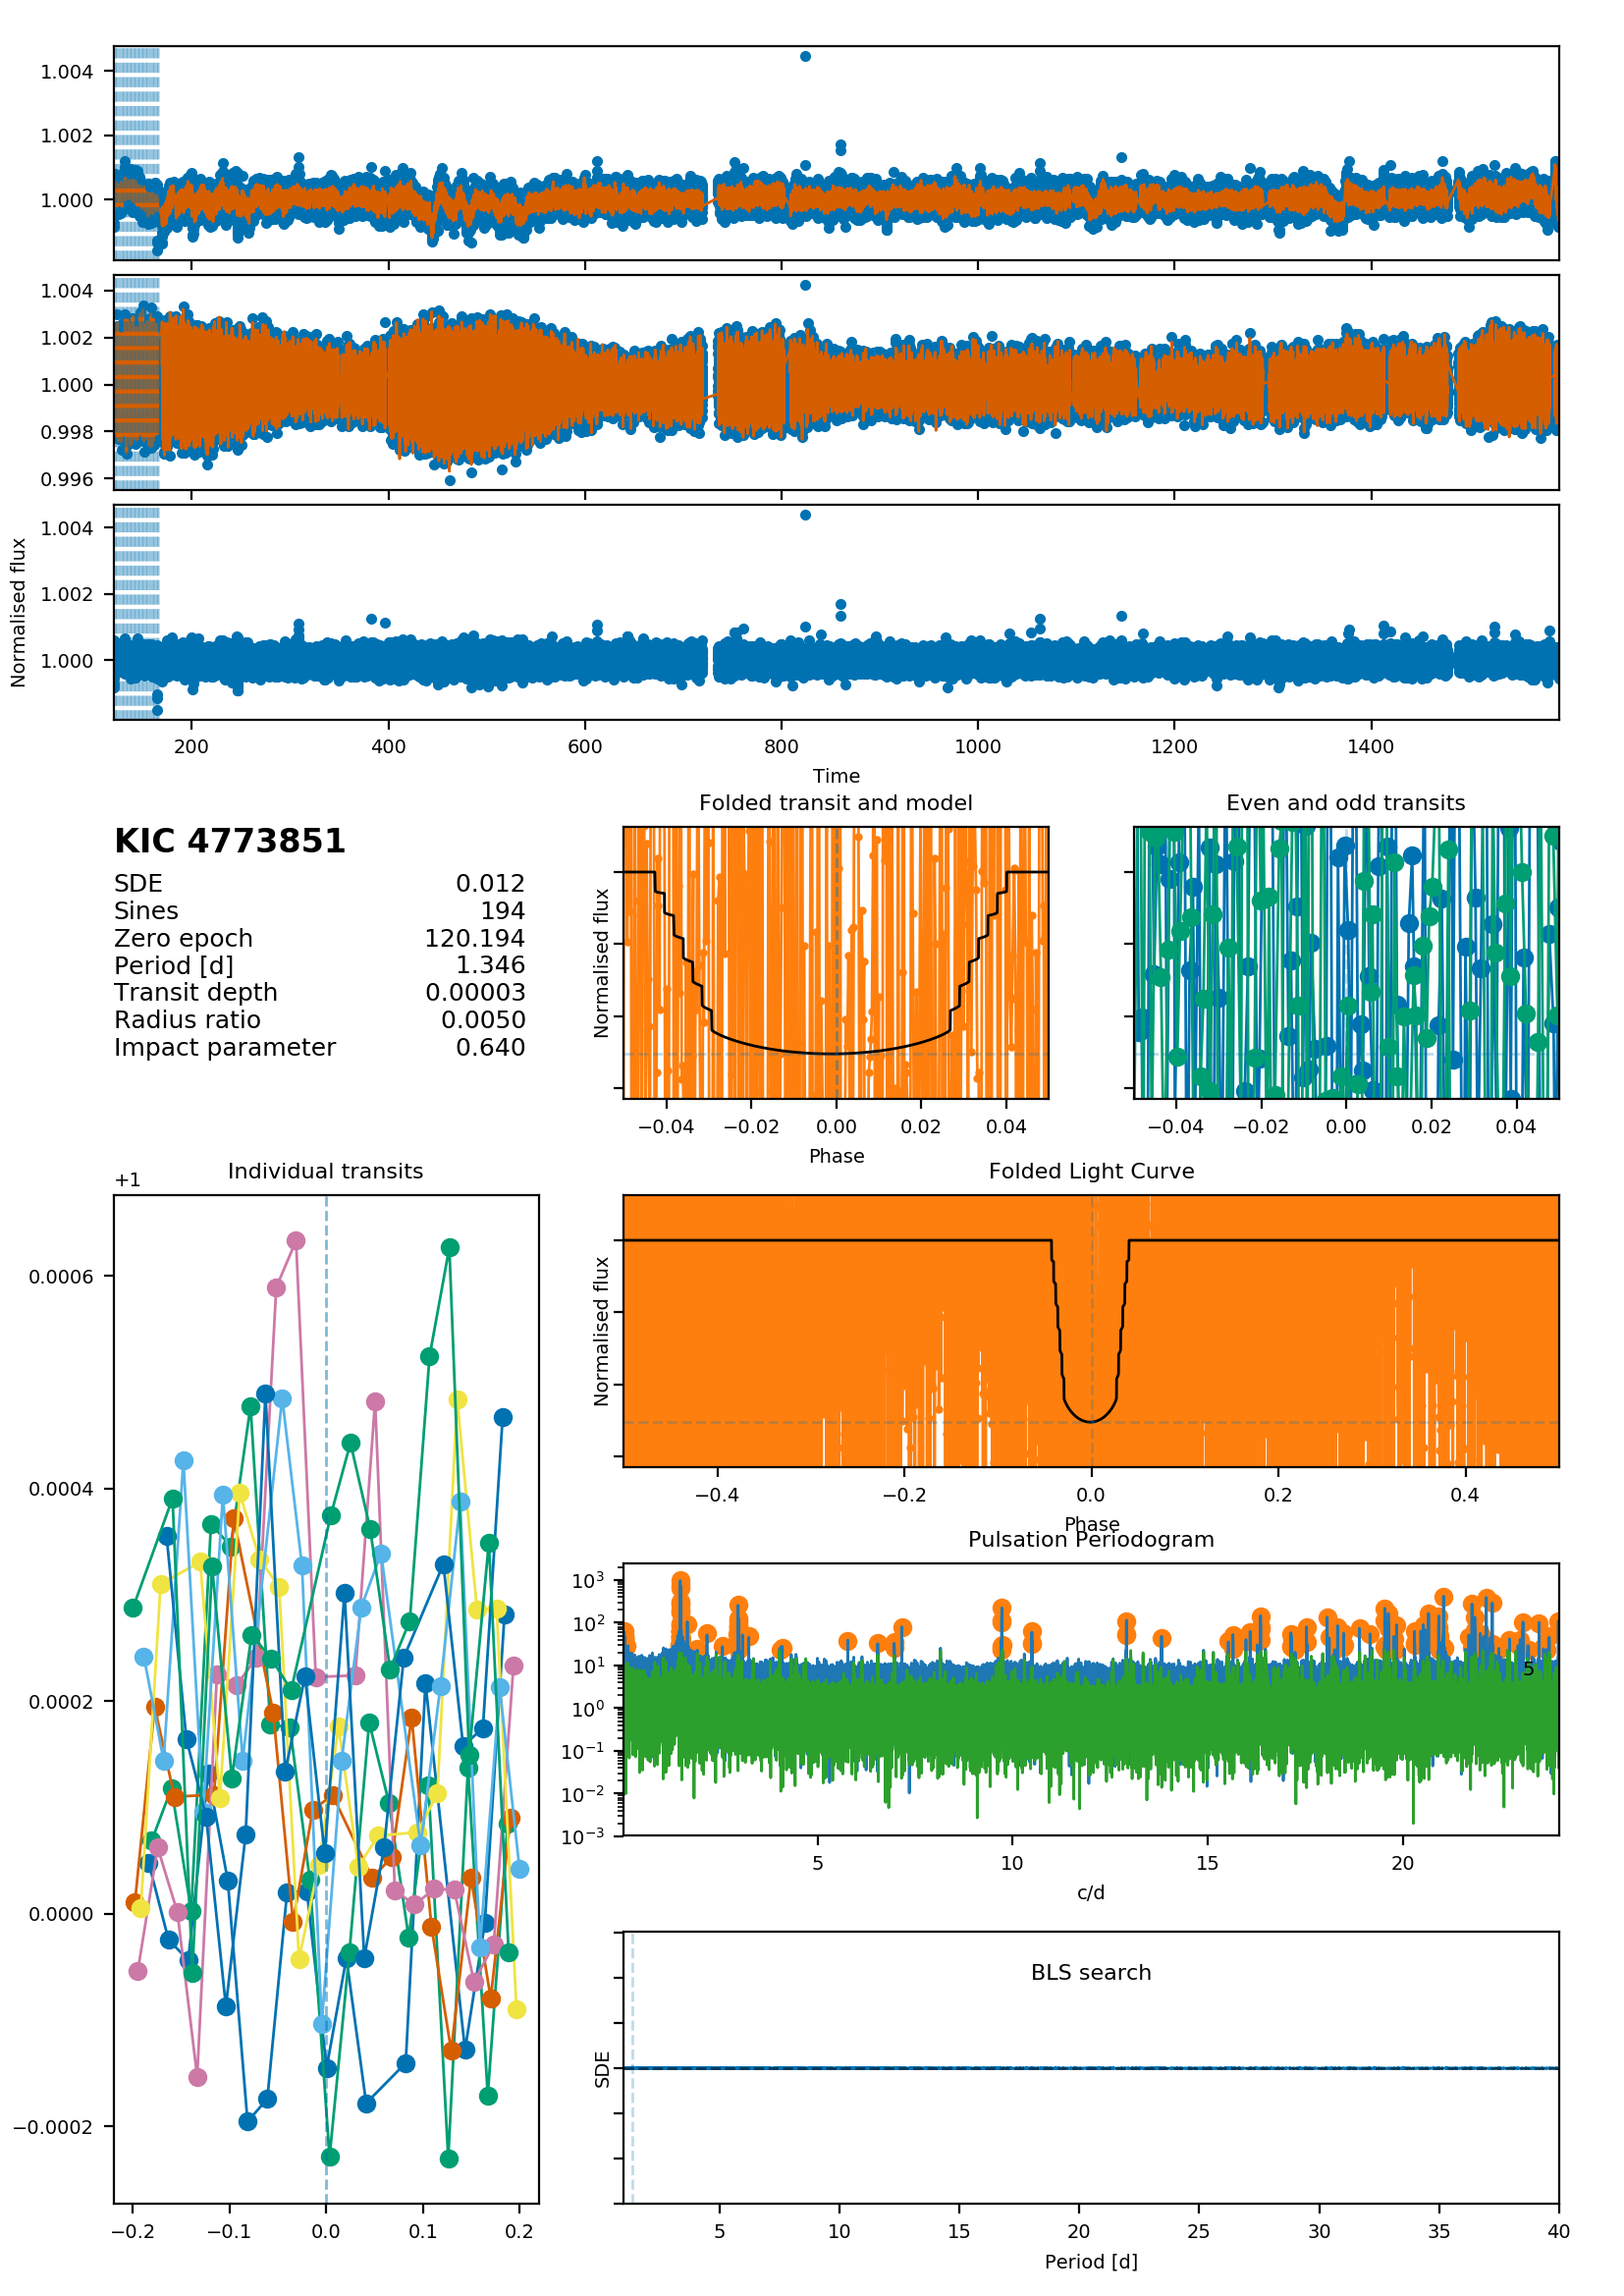 1.004
1.002
1.000
1.004
1.002
1.000
0.998
0.996
1.004
1.002
1.000
Normalised flux
200 400 600 800 1000 1200 1400
Time
KIC 4773851
SDE 0.012
Sines 194
Zero epoch 120.194
Period [d] 1.346
Transit depth 0.00003
Radius ratio 0.0050
Impact parameter 0.640
Folded transit and model
Normalised flux
−0.04 −0.02 0.00 0.02 0.04
Phase
Even and odd transits
−0.04 −0.02 0.00 0.02 0.04
Individual transits
+1
0.0006
0.0004
0.0002
0.0000
−0.0002
−0.2 −0.1 0.0 0.1 0.2
Folded Light Curve
Normalised flux
−0.4 −0.2 0.0 0.2 0.4
Phase
Pulsation Periodogram
10³
10²
10¹
10⁰
10⁻¹
10⁻²
10⁻³
5
5 10 15 20
c/d
BLS search
SDE
5 10 15 20 25 30 35 40
Period [d]